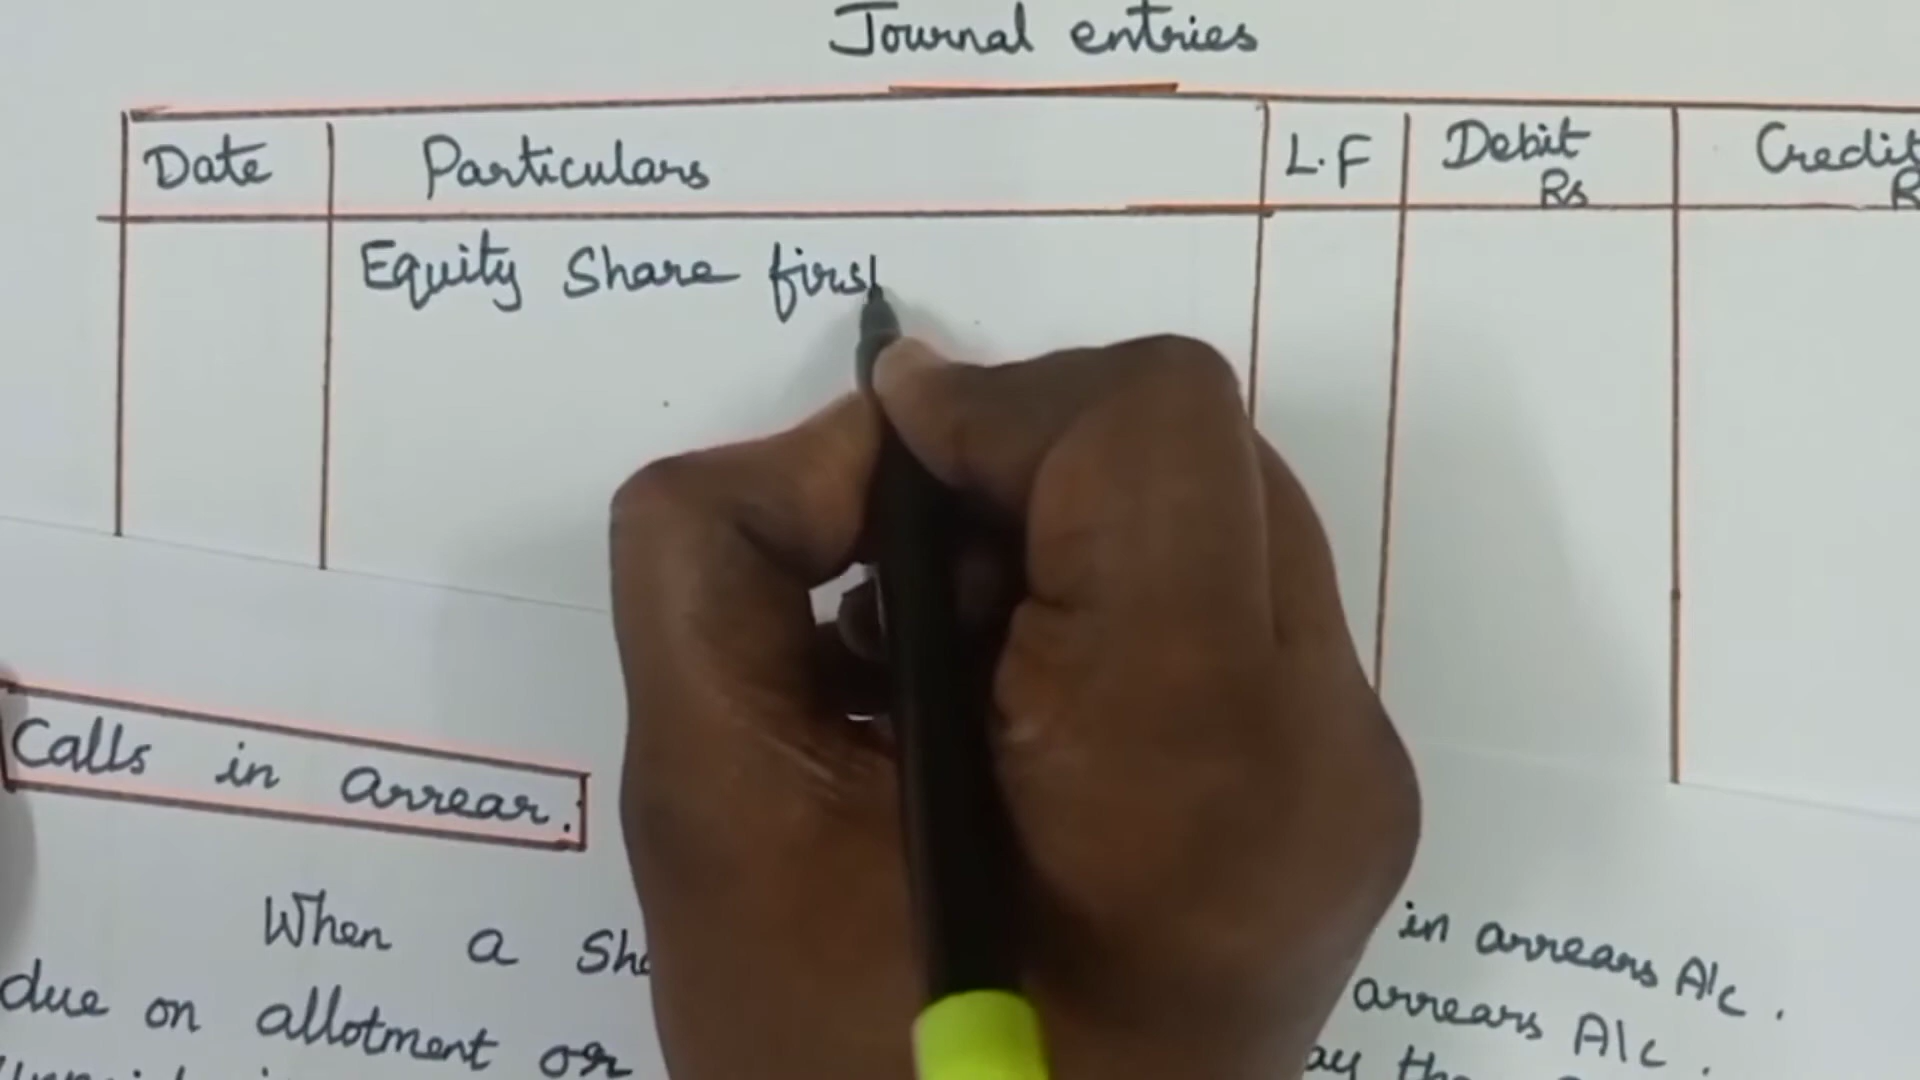 Journal entries
Date Particulars L.F Debit Rs Credit
Equity Share first
Calls in arrear:
When a in arrears A/c.
due on allotment or arrears A/c.
the